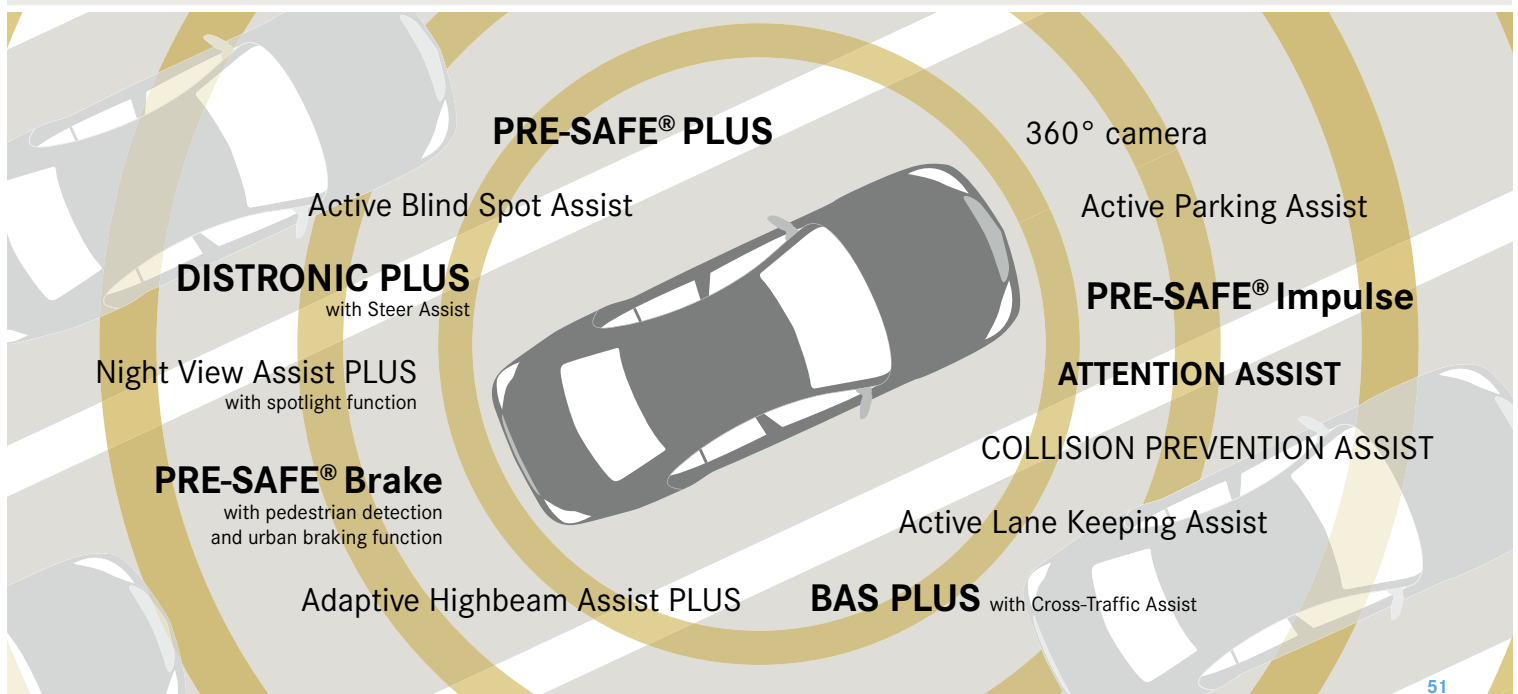 PRE-SAFE® PLUS
360° camera
Active Blind Spot Assist
Active Parking Assist
DISTRONIC PLUS
with Steer Assist
PRE-SAFE® Impulse
Night View Assist PLUS
with spotlight function
ATTENTION ASSIST
COLLISION PREVENTION ASSIST
PRE-SAFE® Brake
with pedestrian detection
and urban braking function
Active Lane Keeping Assist
Adaptive Highbeam Assist PLUS
BAS PLUS with Cross-Traffic Assist
51